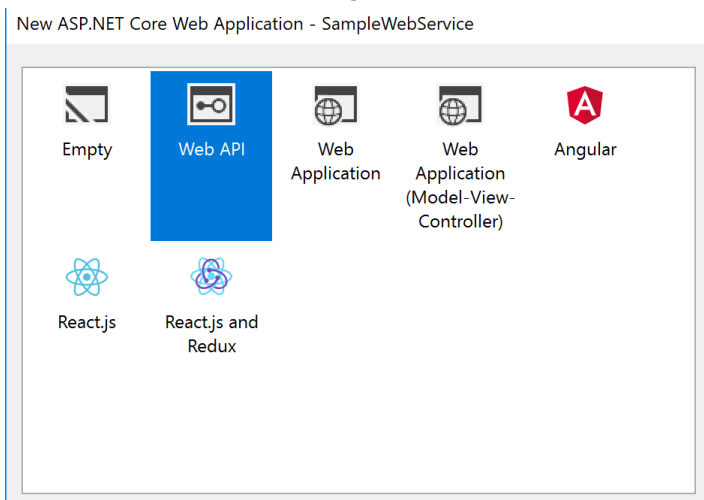 New ASP.NET Core Web Application - SampleWebService
Empty
Web API
Web
Application
Web
Application
(Model-View-
Controller)
Angular
React.js
React.js and
Redux